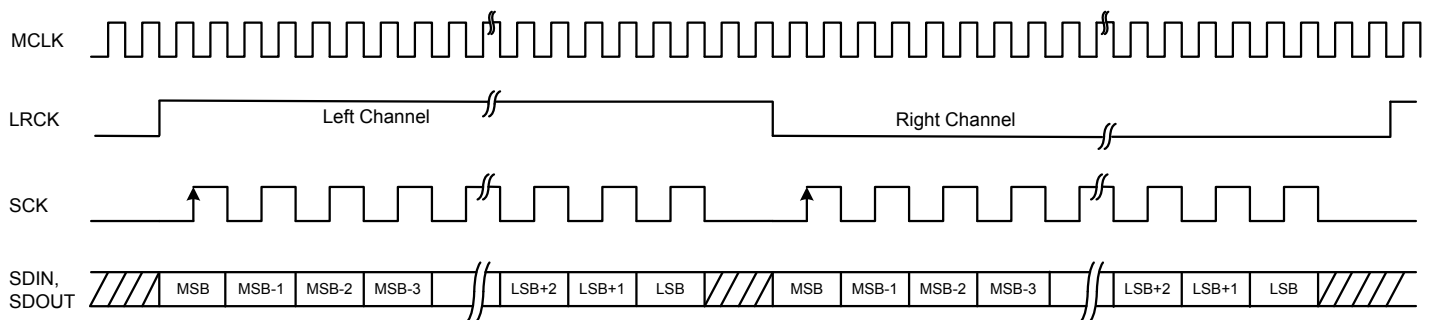 MCLK
LRCK
Left Channel
Right Channel
SCK
SDIN,
SDOUT
MSB MSB-1 MSB-2 MSB-3 LSB+2 LSB+1 LSB MSB MSB-1 MSB-2 MSB-3 LSB+2 LSB+1 LSB